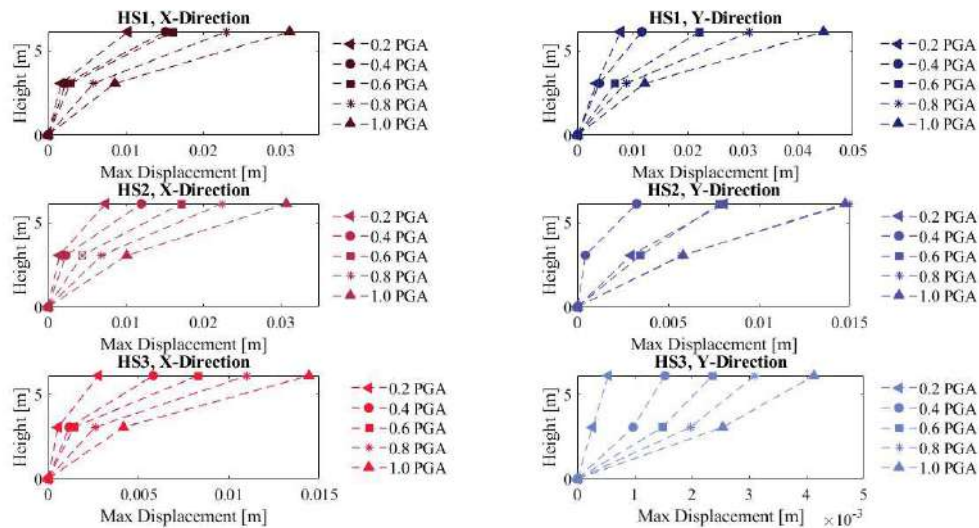 HS1, X-Direction
Height [m]
5
0
0 0.01 0.02 0.03
Max Displacement [m]
0.2 PGA
0.4 PGA
0.6 PGA
0.8 PGA
1.0 PGA
HS1, Y-Direction
Height [m]
5
0
0 0.01 0.02 0.03 0.04 0.05
Max Displacement [m]
0.2 PGA
0.4 PGA
0.6 PGA
0.8 PGA
1.0 PGA
HS2, X-Direction
Height [m]
5
0
0 0.01 0.02 0.03
Max Displacement [m]
0.2 PGA
0.4 PGA
0.6 PGA
0.8 PGA
1.0 PGA
HS2, Y-Direction
Height [m]
5
0
0 0.005 0.01 0.015
Max Displacement [m]
0.2 PGA
0.4 PGA
0.6 PGA
0.8 PGA
1.0 PGA
HS3, X-Direction
Height [m]
5
0
0 0.005 0.01 0.015
Max Displacement [m]
0.2 PGA
0.4 PGA
0.6 PGA
0.8 PGA
1.0 PGA
HS3, Y-Direction
Height [m]
5
0
0 1 2 3 4 5
Max Displacement [m] ×10⁻³
0.2 PGA
0.4 PGA
0.6 PGA
0.8 PGA
1.0 PGA